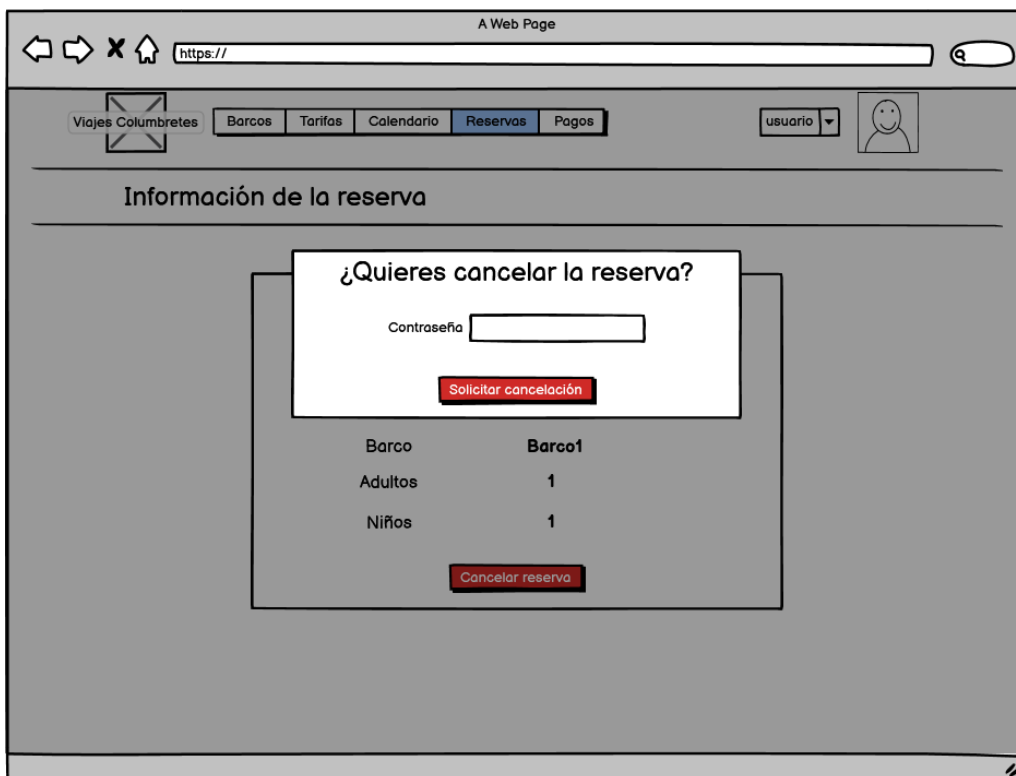 A Web Page
https://
Viajes Columbretes Barcos Tarifas Calendario Reservas Pagos usuario
Información de la reserva
¿Quieres cancelar la reserva?
Contraseña
Solicitar cancelación
Barco Barco1
Adultos 1
Niños 1
Cancelar reserva